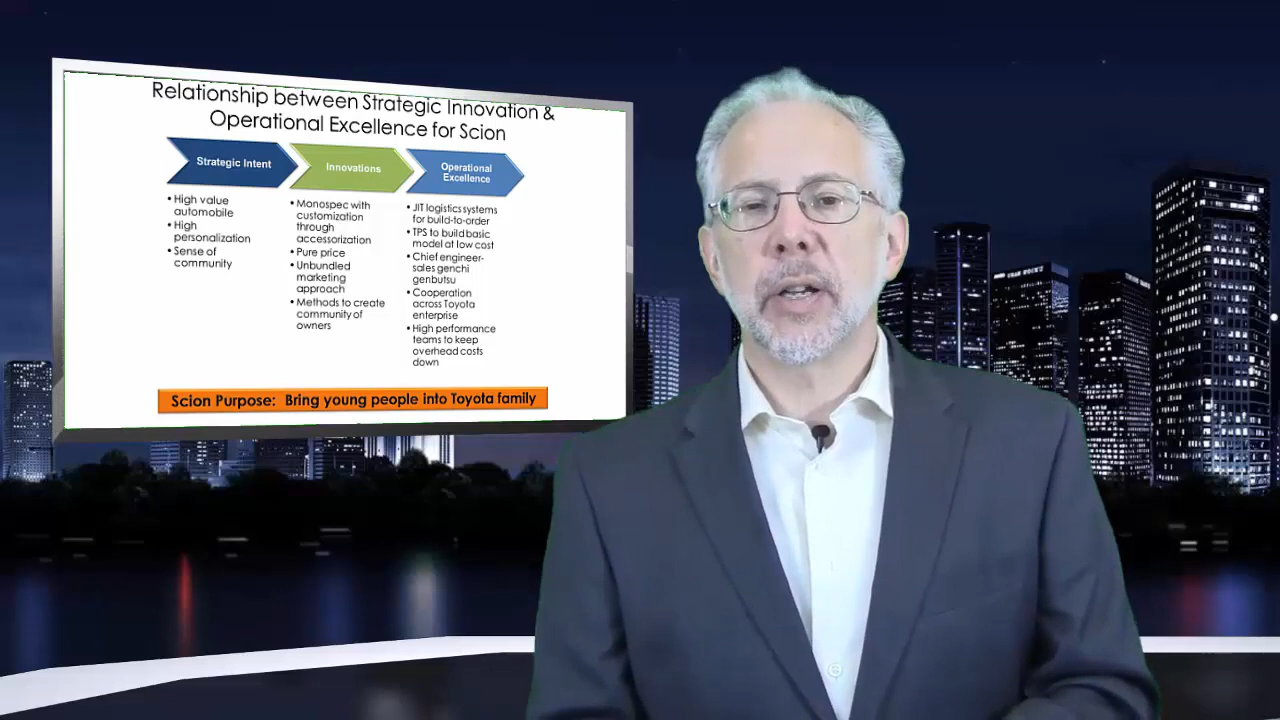 Relationship between Strategic Innovation &
Operational Excellence for Scion
Strategic Intent
• High value
automobile
• High
personalization
• Sense of
community
Innovations
• Monospec with
customization
through
accessorization
• Pure price
• Unbundled
marketing
approach
• Methods to create
community of
owners
Operational
Excellence
• JIT logistics systems
for build-to-order
• TPS to build basic
model at low cost
• Chief engineer-
sales genchi
genbutsu
• Cooperation
across Toyota
enterprise
• High performance
teams to keep
overhead costs
down
Scion Purpose: Bring young people into Toyota family